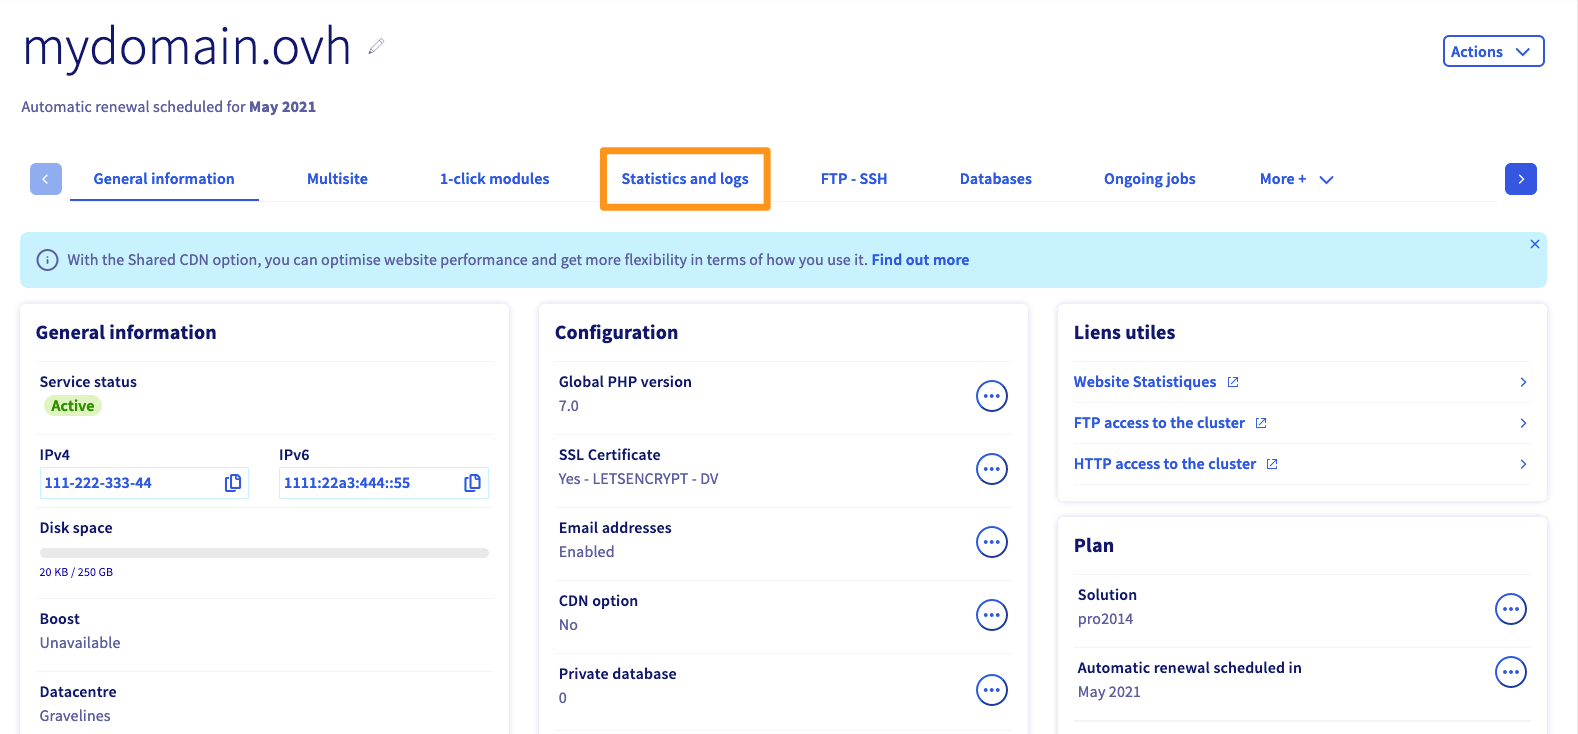 mydomain.ovh
Actions
Automatic renewal scheduled for May 2021
General information
Multisite
1-click modules
Statistics and logs
FTP - SSH
Databases
Ongoing jobs
More +
With the Shared CDN option, you can optimise website performance and get more flexibility in terms of how you use it. Find out more
General information
Service status
Active
IPv4
IPv6
111-222-333-44
1111:22a3:444::55
Disk space
20 KB / 250 GB
Boost
Unavailable
Datacentre
Gravelines
Configuration
Global PHP version
7.0
SSL Certificate
Yes - LETSENCRYPT - DV
Email addresses
Enabled
CDN option
No
Private database
0
Liens utiles
Website Statistiques
FTP access to the cluster
HTTP access to the cluster
Plan
Solution
pro2014
Automatic renewal scheduled in
May 2021